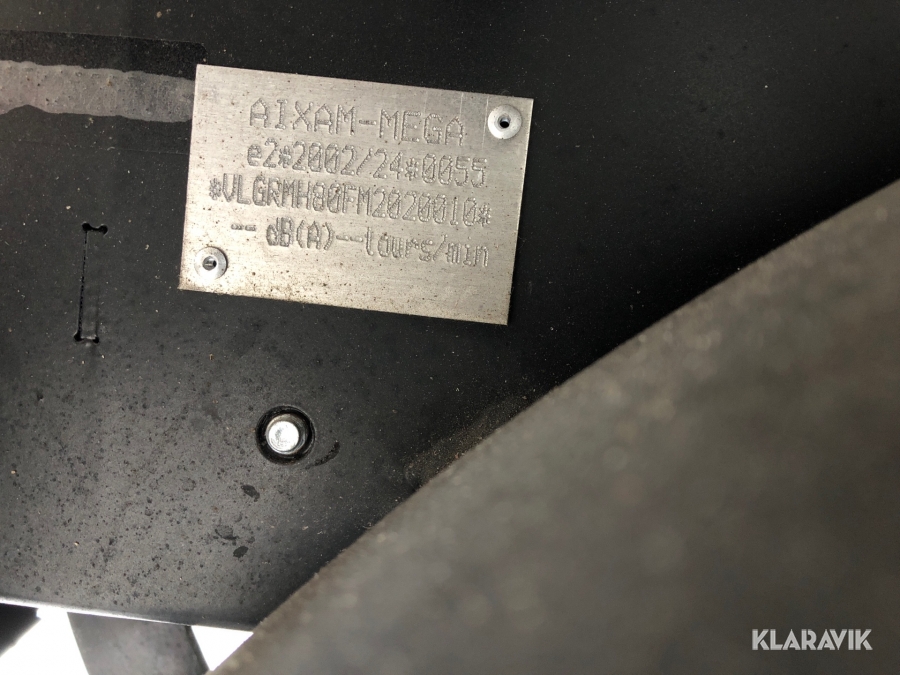 AIXAM-MEGA
e2*2002/24*0055
*VLGRMH80FM2020010*
-- dB(A)--tours/min
KLARAVIK